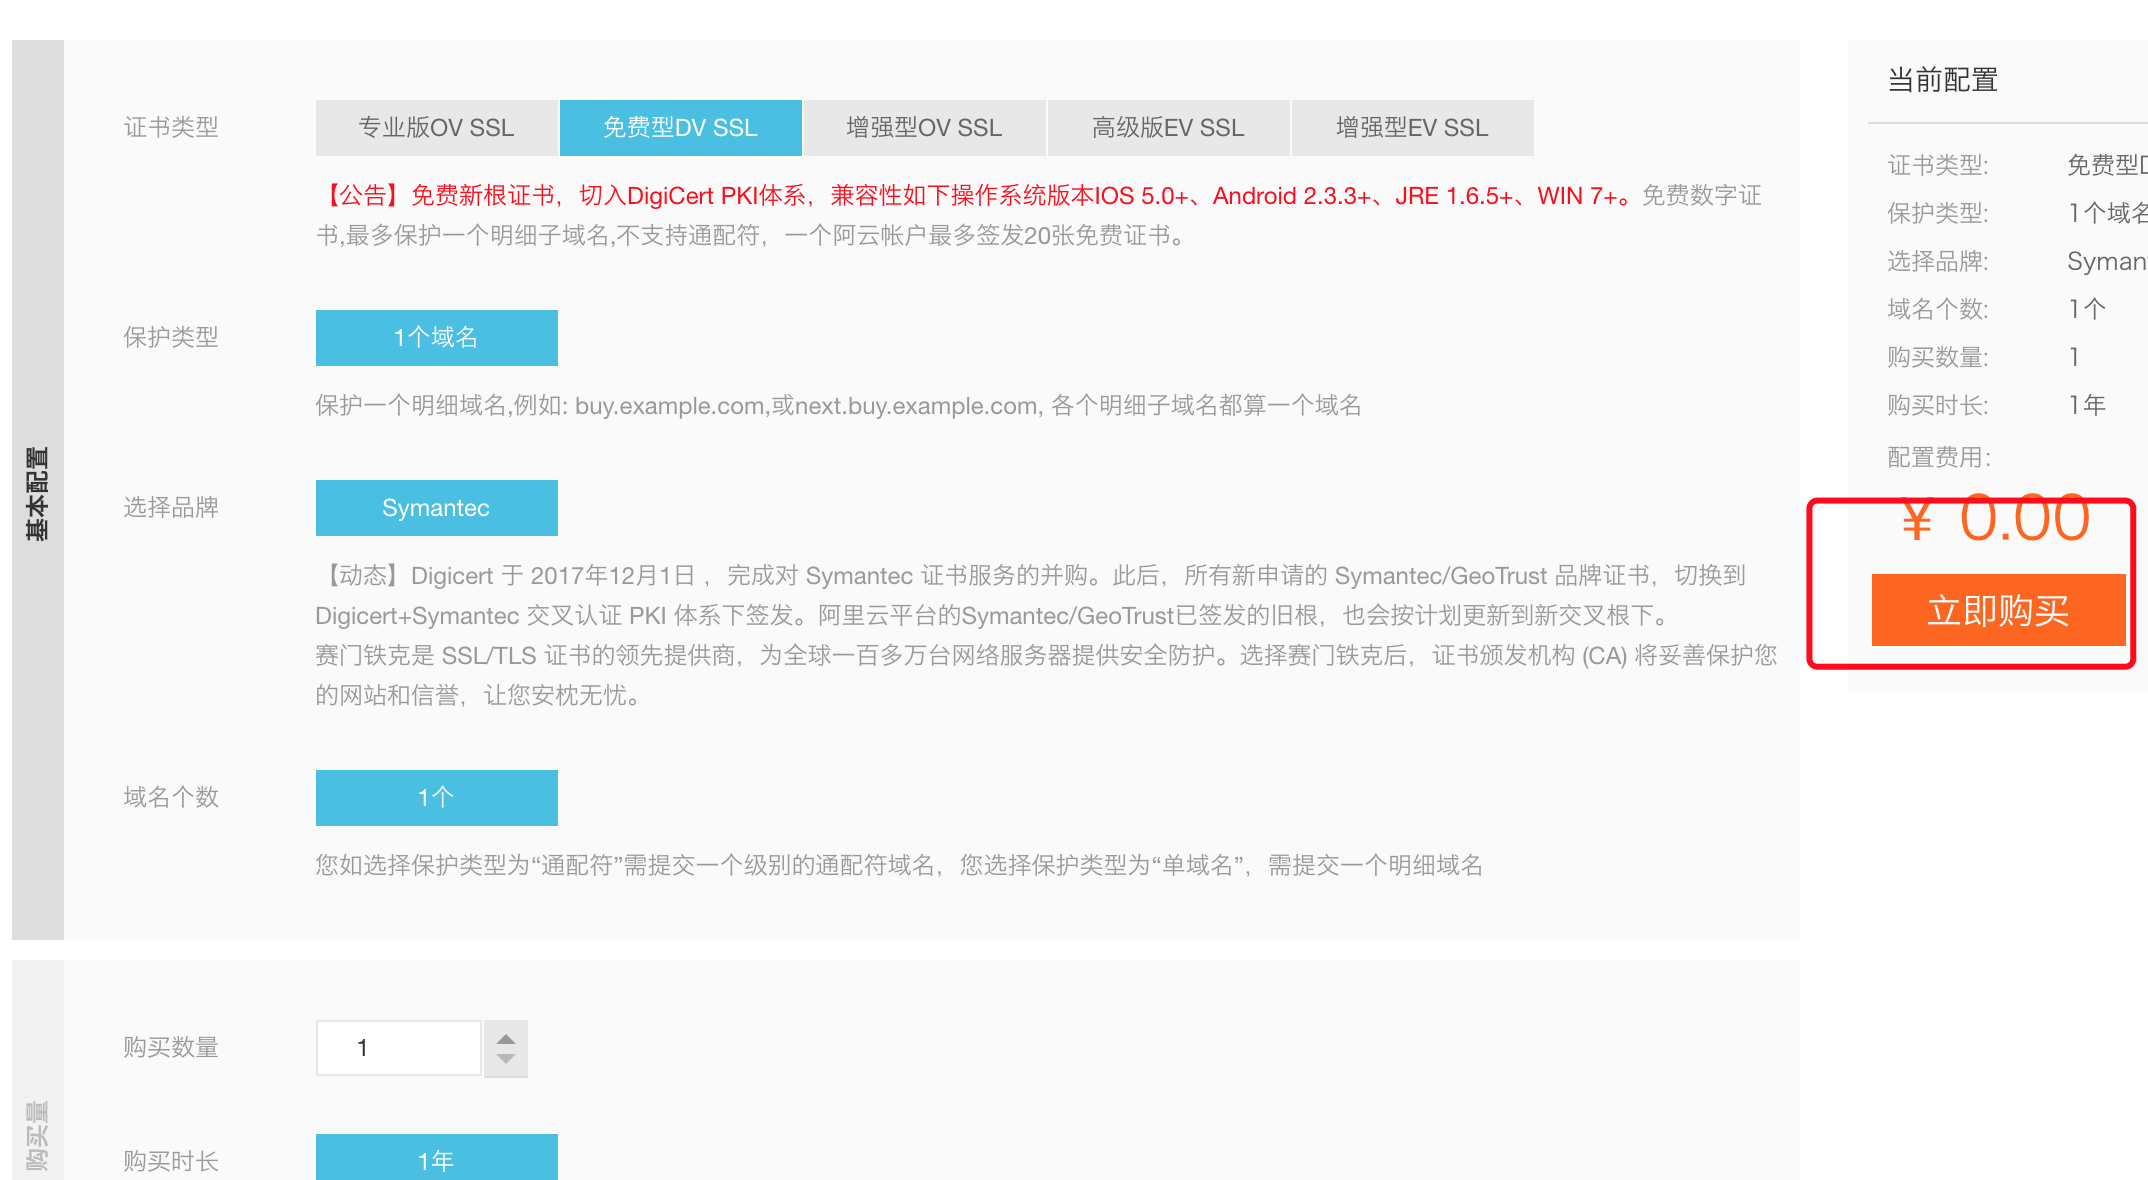 基本配置
证书类型
专业版OV SSL
免费型DV SSL
增强型OV SSL
高级版EV SSL
增强型EV SSL
【公告】免费新根证书，切入DigiCert PKI体系，兼容性如下操作系统版本IOS 5.0+、Android 2.3.3+、JRE 1.6.5+、WIN 7+。免费数字证
书,最多保护一个明细子域名,不支持通配符，一个阿云帐户最多签发20张免费证书。
保护类型
1个域名
保护一个明细域名,例如: buy.example.com,或next.buy.example.com, 各个明细子域名都算一个域名
选择品牌
Symantec
【动态】Digicert 于 2017年12月1日 ，完成对 Symantec 证书服务的并购。此后，所有新申请的 Symantec/GeoTrust 品牌证书，切换到
Digicert+Symantec 交叉认证 PKI 体系下签发。阿里云平台的Symantec/GeoTrust已签发的旧根，也会按计划更新到新交叉根下。
赛门铁克是 SSL/TLS 证书的领先提供商，为全球一百多万台网络服务器提供安全防护。选择赛门铁克后，证书颁发机构 (CA) 将妥善保护您
的网站和信誉，让您安枕无忧。
域名个数
1个
您如选择保护类型为“通配符”需提交一个级别的通配符域名，您选择保护类型为“单域名”，需提交一个明细域名
购买量
购买数量
1
购买时长
1年
当前配置
证书类型: 免费型D
保护类型: 1个域名
选择品牌: Syman
域名个数: 1个
购买数量: 1
购买时长: 1年
配置费用:
¥ 0.00
立即购买